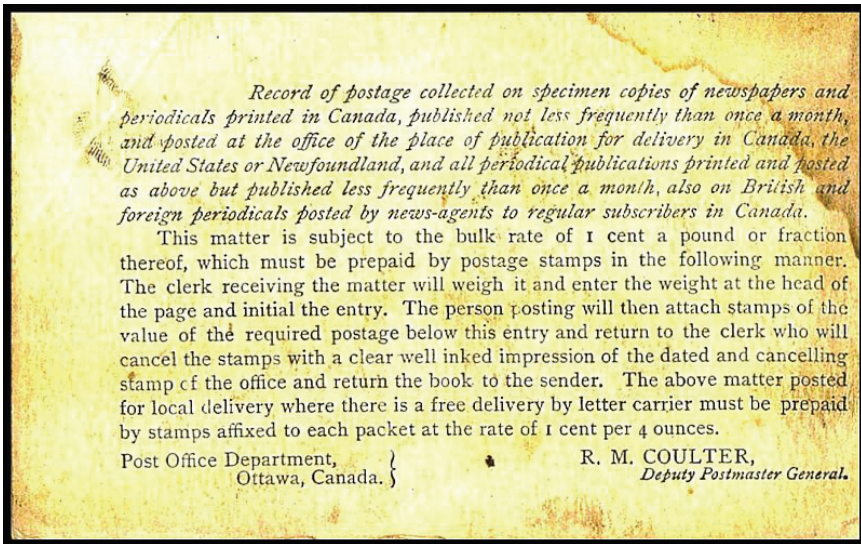 Record of postage collected on specimen copies of newspapers and
periodicals printed in Canada, published not less frequently than once a month,
and posted at the office of the place of publication for delivery in Canada, the
United States or Newfoundland, and all periodical publications printed and posted
as above but published less frequently than once a month, also on British and
foreign periodicals posted by news-agents to regular subscribers in Canada.
This matter is subject to the bulk rate of 1 cent a pound or fraction
thereof, which must be prepaid by postage stamps in the following manner.
The clerk receiving the matter will weigh it and enter the weight at the head of
the page and initial the entry. The person posting will then attach stamps of the
value of the required postage below this entry and return to the clerk who will
cancel the stamps with a clear well inked impression of the dated and cancelling
stamp of the office and return the book to the sender. The above matter posted
for local delivery where there is a free delivery by letter carrier must be prepaid
by stamps affixed to each packet at the rate of 1 cent per 4 ounces.
Post Office Department, } R. M. COULTER,
Ottawa, Canada. Deputy Postmaster General.